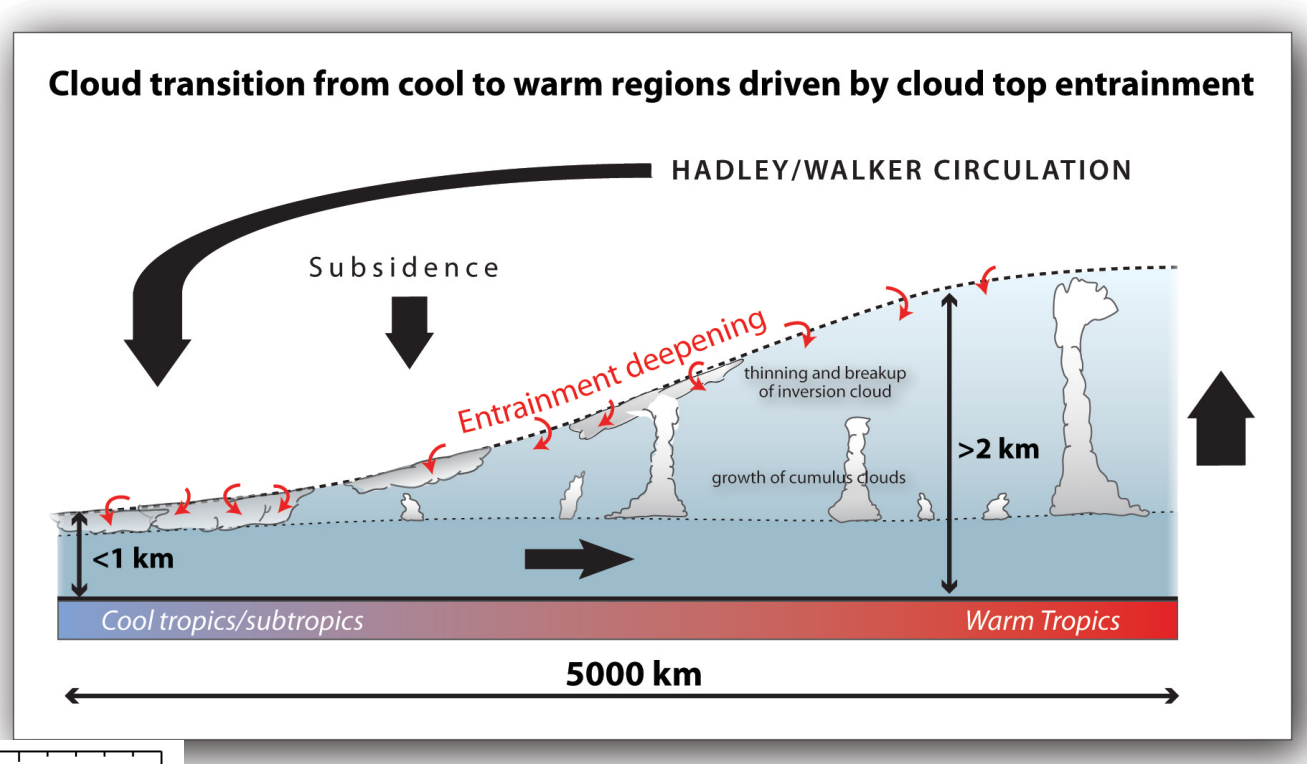 Cloud transition from cool to warm regions driven by cloud top entrainment
HADLEY/WALKER CIRCULATION
Subsidence
Entrainment deepening
thinning and breakup
of inversion cloud
growth of cumulus clouds
>2 km
<1 km
Cool tropics/subtropics
Warm Tropics
5000 km